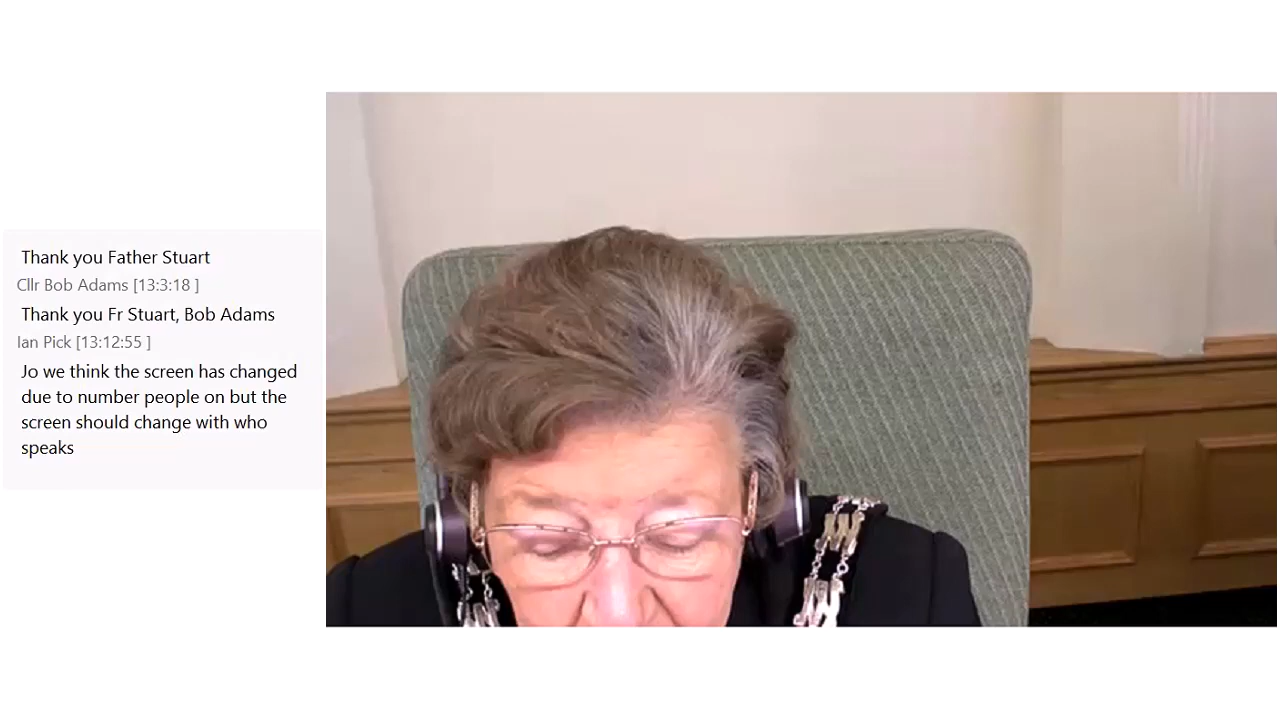 Thank you Father Stuart
Cllr Bob Adams [13:3:18 ]
Thank you Fr Stuart, Bob Adams
Ian Pick [13:12:55 ]
Jo we think the screen has changed
due to number people on but the
screen should change with who
speaks